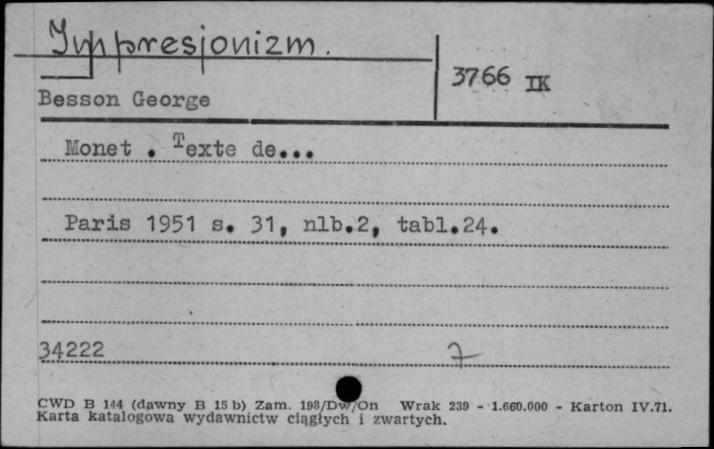 Impresjonizm.
3766 IK
Besson George
Monet . Texte de...
Paris 1951 s. 31, nlb.2, tabl.24.
34222
7
CWD B 144 (dawny B 15 b) Zam. 198/Dw/On Wrak 239 - 1.660.000 - Karton IV.71.
Karta katalogowa wydawnictw ciągłych i zwartych.